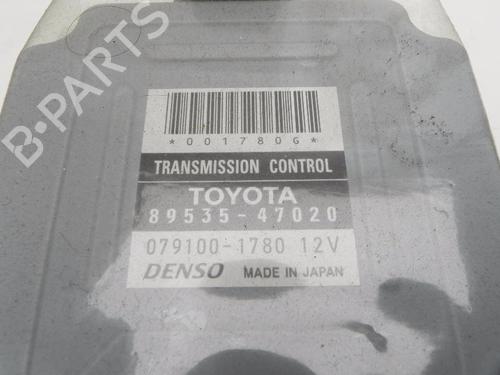 *0017806*
TRANSMISSION CONTROL
TOYOTA
89535-47020
079100-1780 12V
DENSO MADE IN JAPAN
B-PARTS